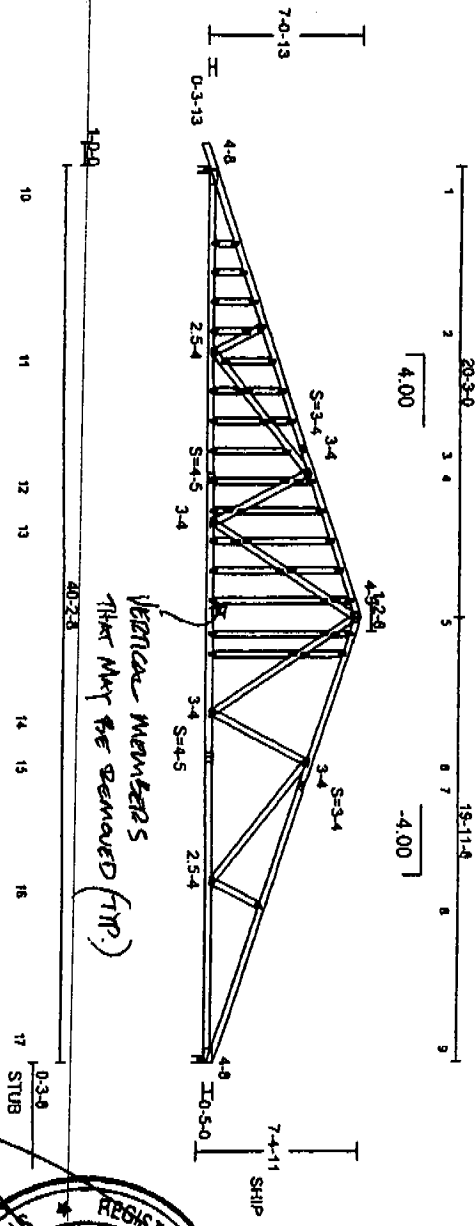 20-3-0
19-11-8
1 2 3 4 5 6 7 8 9
4.00
-4.00
7-0-13
0-3-13
4-8
S=3-4
3-4
3-4
S=3-4
2.5-4
S=4-5
3-4
3-4
S=4-5
2.5-4
4-8
0-5-0
7-4-11
SHIP
VERTICAL MEMBERS
THAT MAY BE REMOVED (TYP.)
1-0-0
40-2-8
0-3-8
STUB
10 11 12 13 14 15 16 17